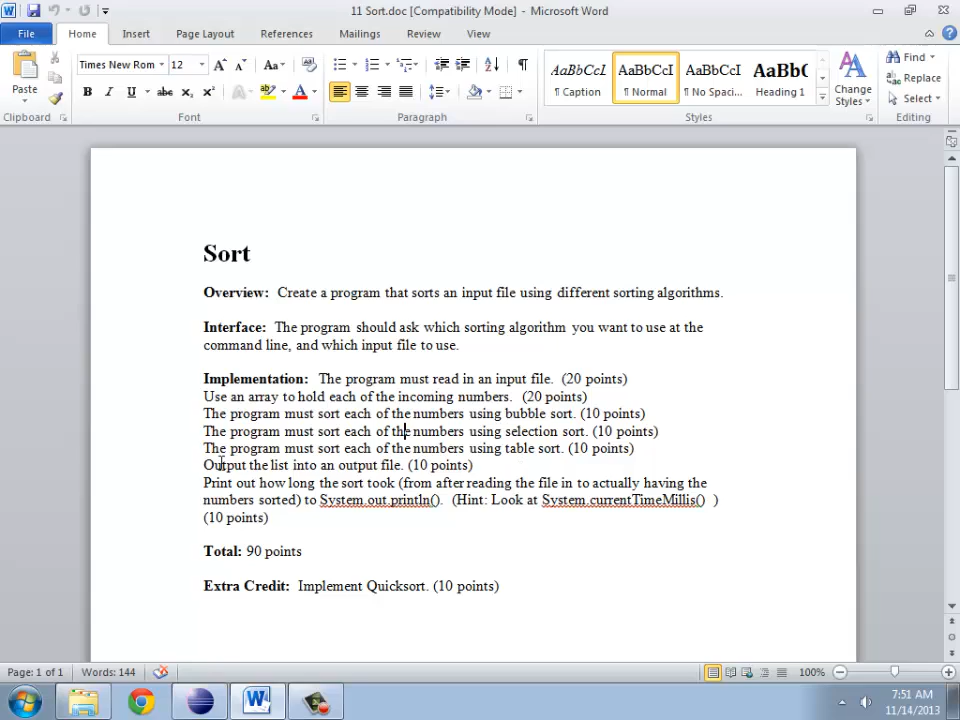 11 Sort.doc [Compatibility Mode] - Microsoft Word
File Home Insert Page Layout References Mailings Review View
Times New Rom 12
AaBbCcI AaBbCcI AaBbCcI AaBb(
Caption ¶ Normal ¶ No Spaci... Heading 1
Paste
Change Styles
Find
Replace
Select
Clipboard Font Paragraph Styles Editing
Sort
Overview: Create a program that sorts an input file using different sorting algorithms.
Interface: The program should ask which sorting algorithm you want to use at the
command line, and which input file to use.
Implementation: The program must read in an input file. (20 points)
Use an array to hold each of the incoming numbers. (20 points)
The program must sort each of the numbers using bubble sort. (10 points)
The program must sort each of the numbers using selection sort. (10 points)
The program must sort each of the numbers using table sort. (10 points)
Output the list into an output file. (10 points)
Print out how long the sort took (from after reading the file in to actually having the
numbers sorted) to System.out.println(). (Hint: Look at System.currentTimeMillis() )
(10 points)
Total: 90 points
Extra Credit: Implement Quicksort. (10 points)
Page: 1 of 1 Words: 144 100%
7:51 AM
11/14/2013